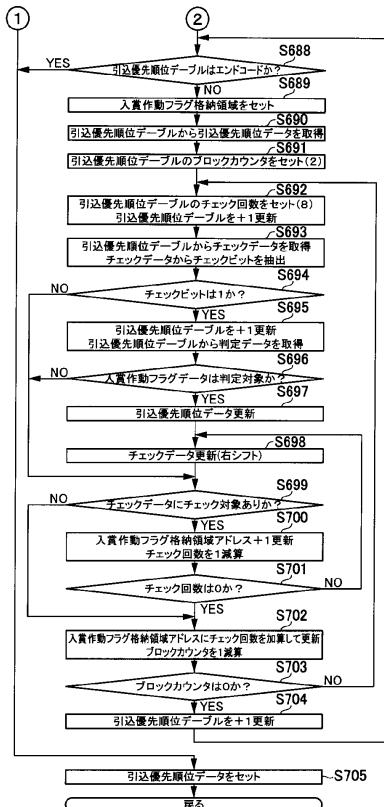 1
2
S688
YES
引込優先順位デーブルはエンドコードか?
NO
S689
入賞作動フラグ格納領域をセット
S690
引込優先順位デーブルから引込優先順位データを取得
S691
引込優先順位デーブルのブロックカウンタをセット(2)
S692
引込優先順位デーブルのチェック回数をセット(8)
引込優先順位デーブルを+1更新
S693
引込優先順位デーブルからチェックデータを取得
チェックデータからチェックビットを抽出
S694
NO
チェックビットは1か?
YES
S695
引込優先順位デーブルを+1更新
引込優先順位デーブルから判定データを取得
S696
NO
入賞作動フラグデータは判定対象か?
YES
S697
引込優先順位データ更新
S698
チェックデータ更新(右シフト)
S699
NO
チェックデータにチェック対象ありか?
YES
S700
入賞作動フラグ格納領域アドレス+1更新
チェック回数を1減算
S701
チェック回数は0か?
NO
YES
S702
入賞作動フラグ格納領域アドレスにチェック回数を加算して更新
ブロックカウンタを1減算
S703
ブロックカウンタは0か?
NO
YES
S704
引込優先順位デーブルを+1更新
S705
引込優先順位データをセット
戻る